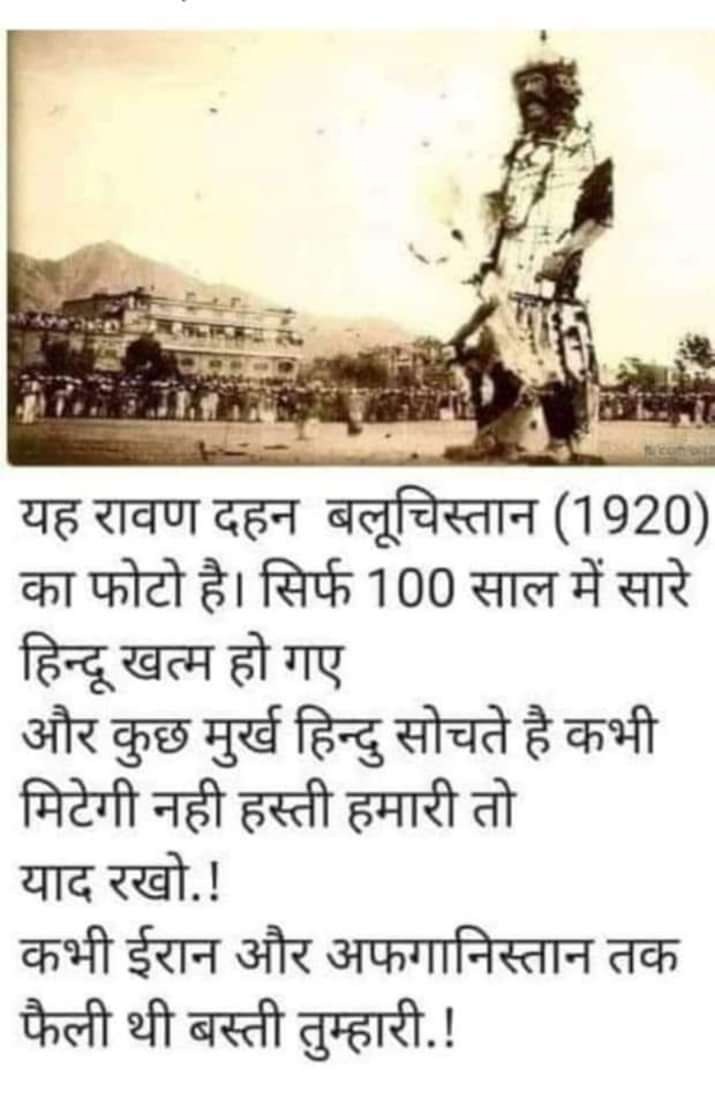 यह रावण दहन बलूचिस्तान (1920)
का फोटो है। सिर्फ 100 साल में सारे
हिन्दू खत्म हो गए
और कुछ मुर्ख हिन्दु सोचते है कभी
मिटेगी नही हस्ती हमारी तो
याद रखो.!
कभी ईरान और अफगानिस्तान तक
फैली थी बस्ती तुम्हारी.!